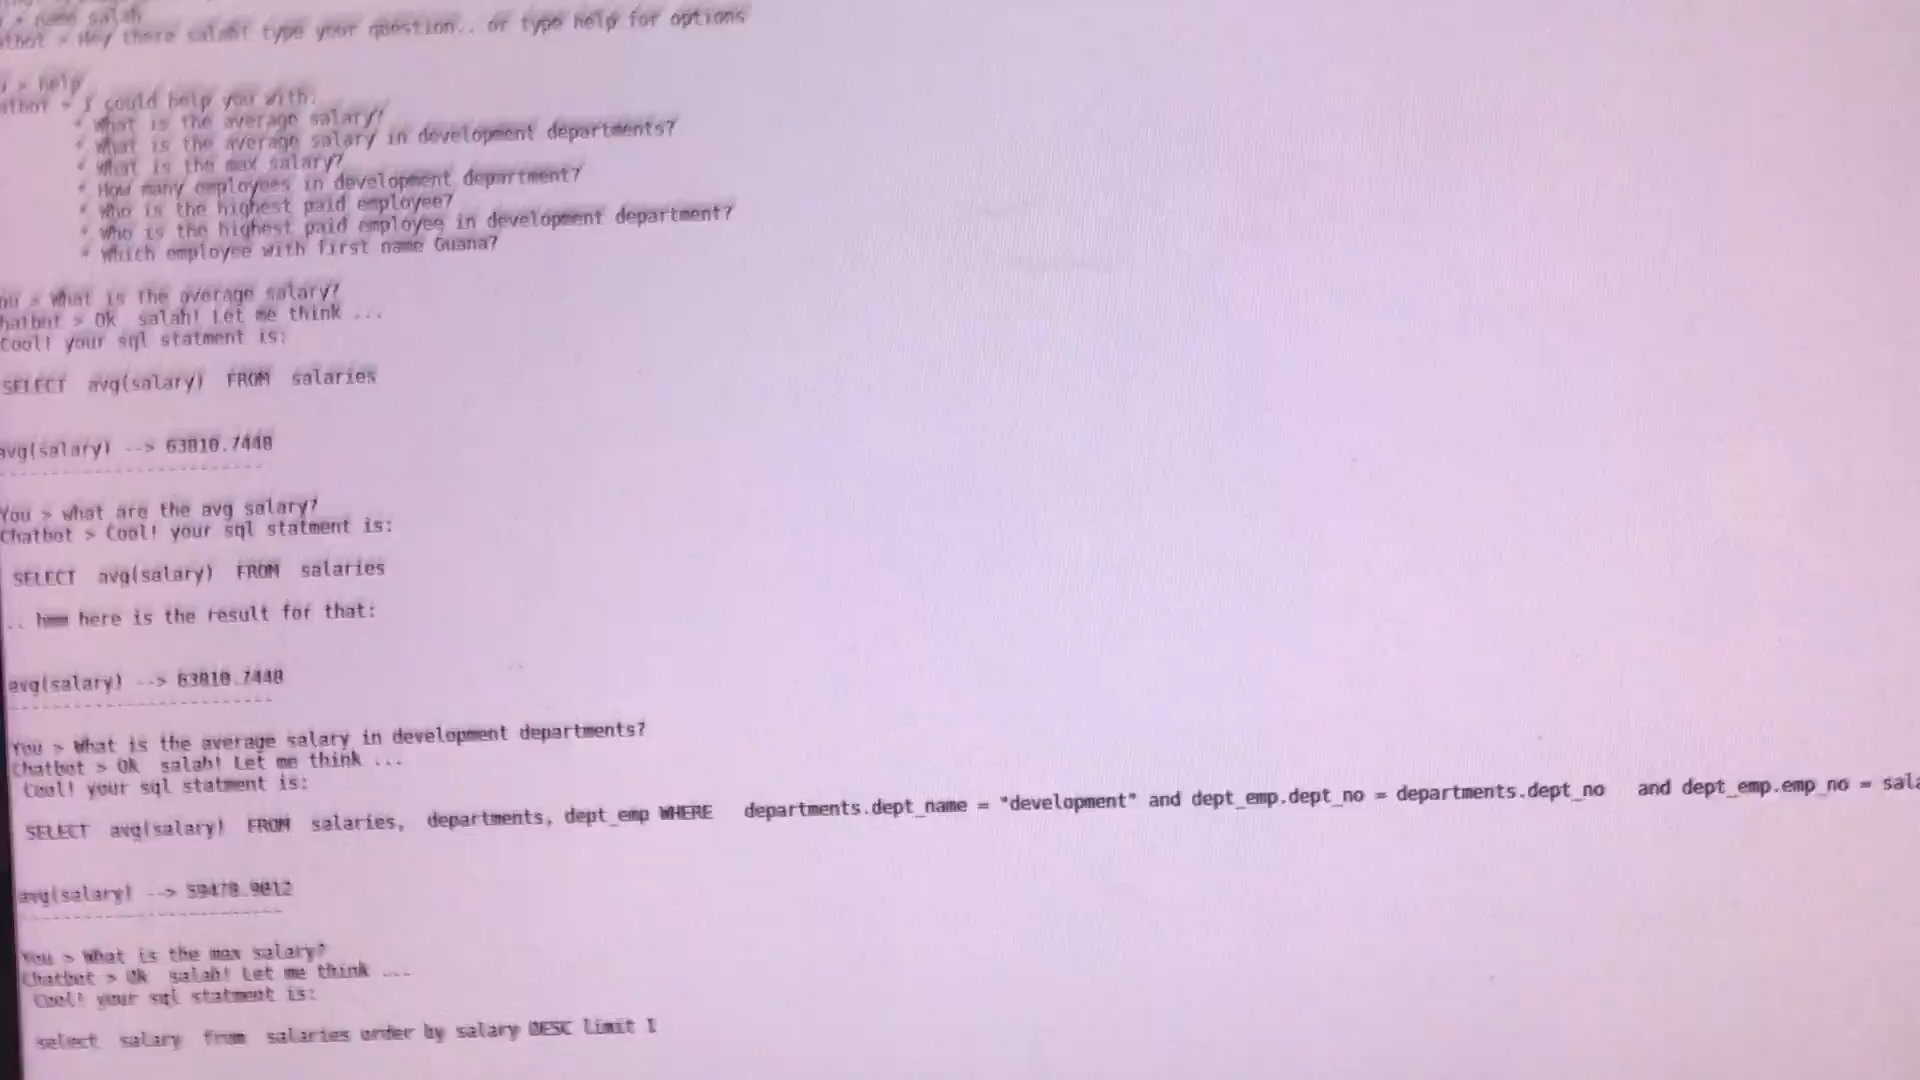 > name salah
tbot > Hey there salah! type your question.. or type help for options
> help
atbot > I could help you with:
* What is the average salary?
* What is the average salary in development departments?
* What is the max salary?
* How many employees in development department?
* Who is the highest paid employee?
* Who is the highest paid employee in development department?
* Which employee with first name Guana?
ou > What is the average salary?
hatbot > Ok salah! Let me think ...
Cool! your sql statment is:
SELECT avg(salary) FROM salaries
avg(salary) --> 63810.7448
------------------------
You > what are the avg salary?
Chatbot > Cool! your sql statment is:
SELECT avg(salary) FROM salaries
.. hmm here is the result for that:
avg(salary) --> 63810.7448
------------------------
You > What is the average salary in development departments?
Chatbot > Ok salah! Let me think ...
Cool! your sql statment is:
SELECT avg(salary) FROM salaries, departments, dept_emp WHERE departments.dept_name = "development" and dept_emp.dept_no = departments.dept_no and dept_emp.emp_no = sala
avg(salary) --> 59478.9012
------------------------
You > What is the max salary?
Chatbot > Ok salah! Let me think ...
Cool! your sql statment is:
select salary from salaries order by salary DESC limit 1